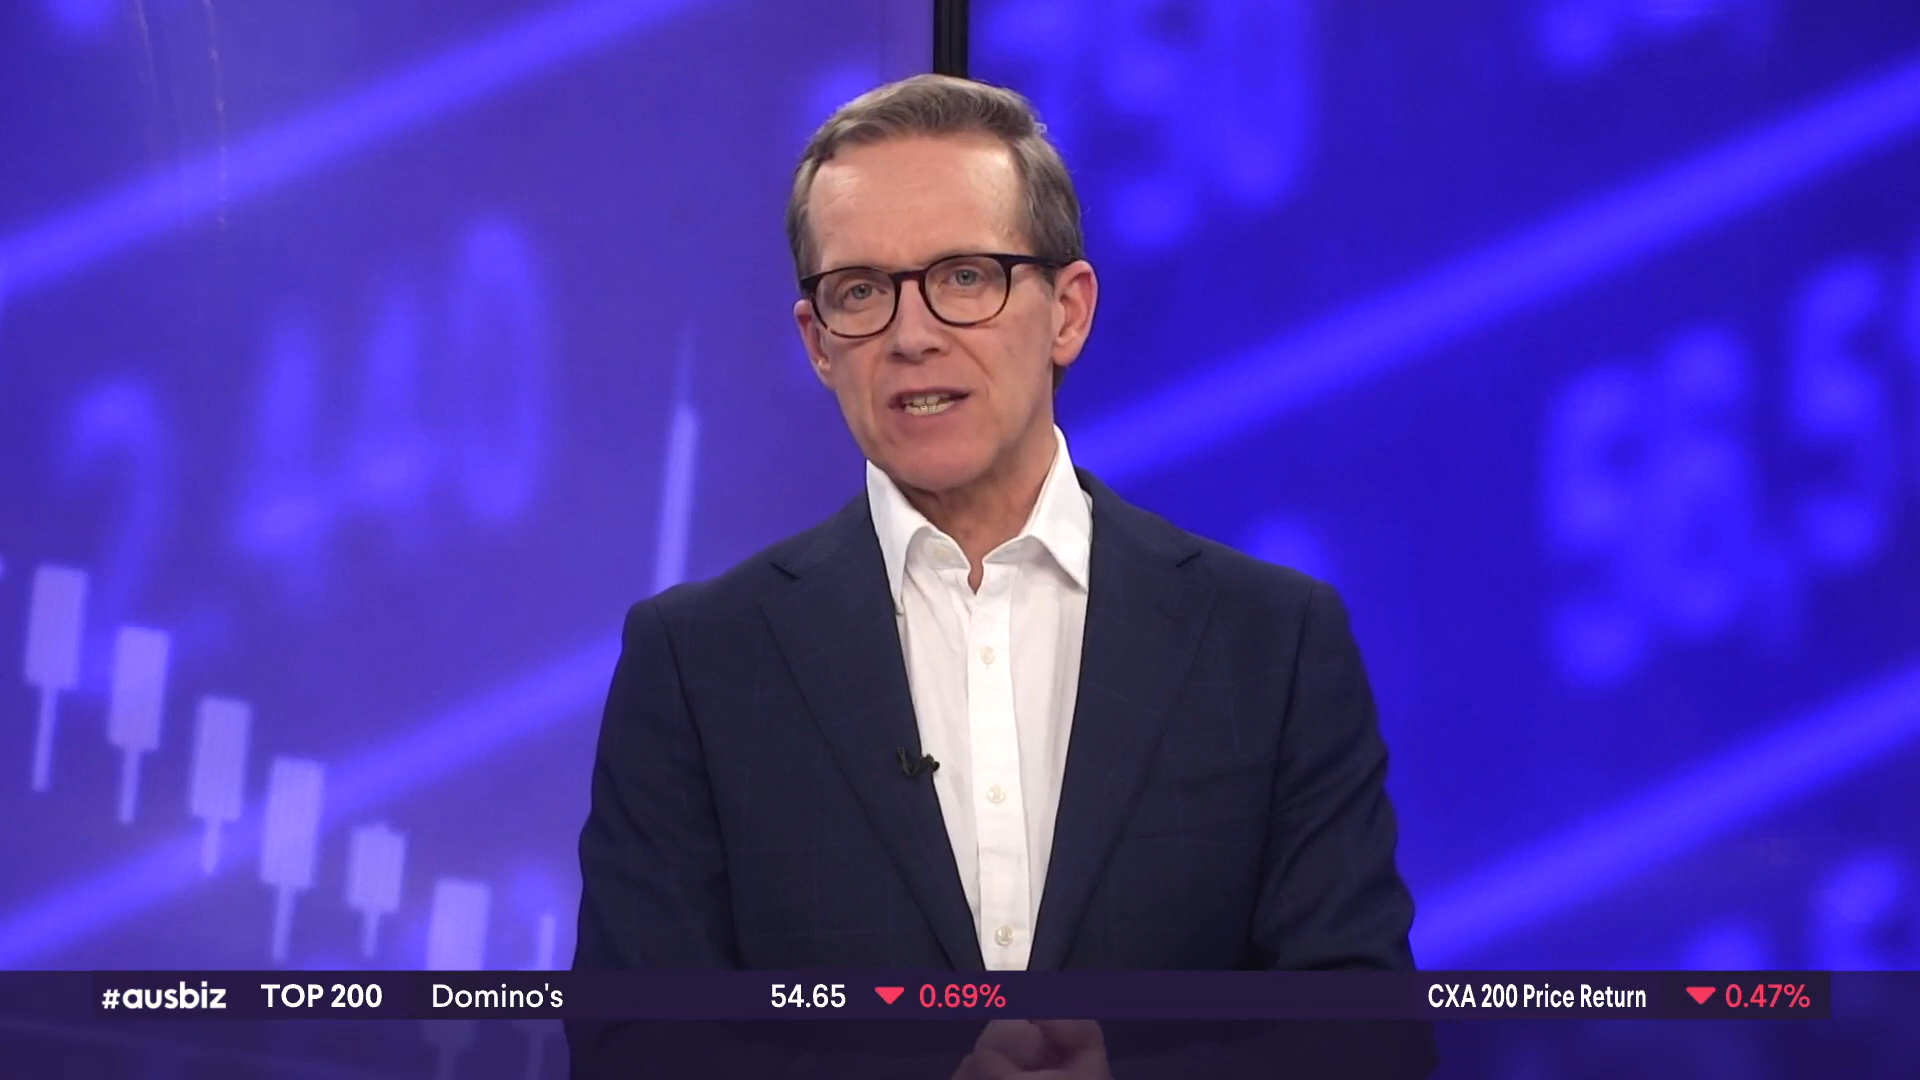 #ausbiz TOP 200 Domino's 54.65 ▼ 0.69% CXA 200 Price Return ▼ 0.47%